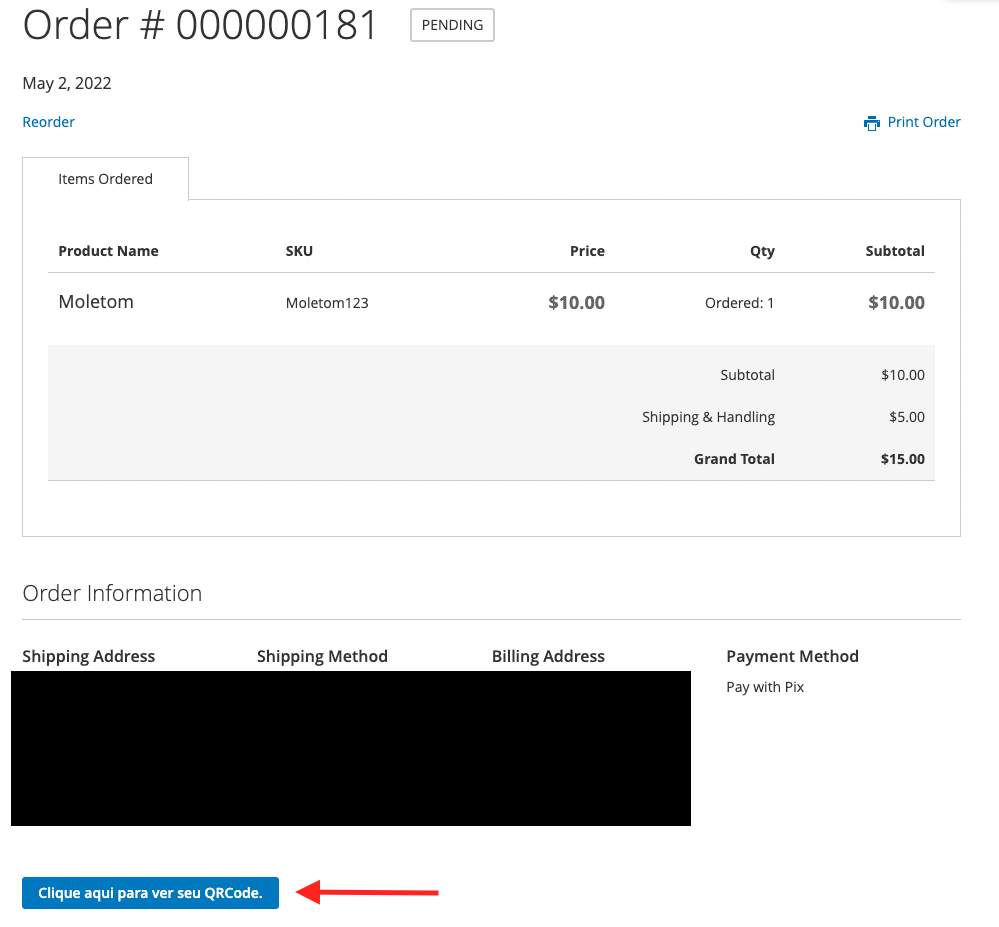 Order # 000000181 PENDING
May 2, 2022
Reorder Print Order
Items Ordered
Product Name SKU Price Qty Subtotal
Moletom Moletom123 $10.00 Ordered: 1 $10.00
Subtotal $10.00
Shipping & Handling $5.00
Grand Total $15.00
Order Information
Shipping Address Shipping Method Billing Address Payment Method
Pay with Pix
Clique aqui para ver seu QRCode.